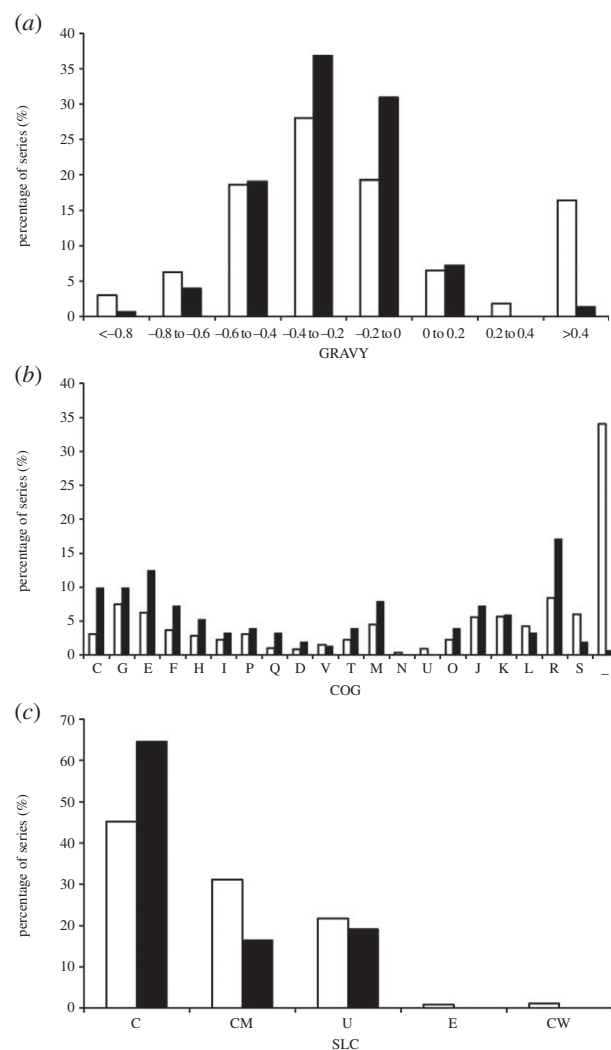 (a)
percentage of series (%)
40
35
30
25
20
15
10
5
0
<–0.8 –0.8 to –0.6 –0.6 to –0.4 –0.4 to –0.2 –0.2 to 0 0 to 0.2 0.2 to 0.4 >0.4
GRAVY
(b)
percentage of series (%)
40
35
30
25
20
15
10
5
0
C G E F H I P Q D V T M N U O J K L R S _
COG
(c)
percentage of series (%)
70
60
50
40
30
20
10
0
C CM U E CW
SLC